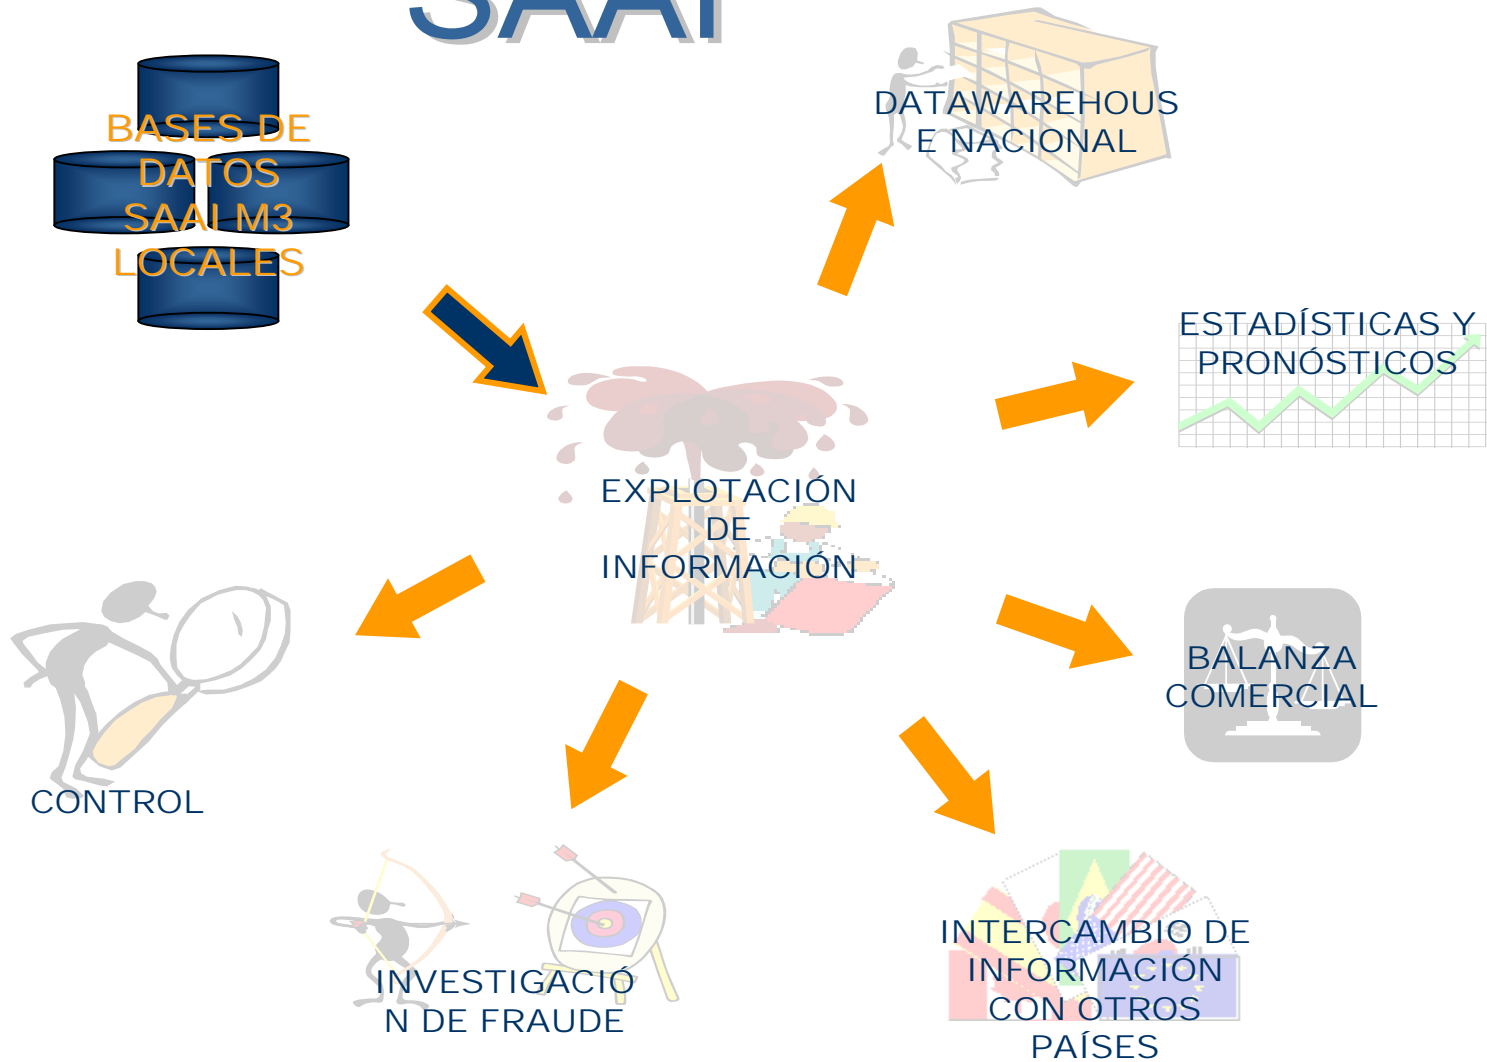 SAAI
BASES DE
DATOS
SAAI M3
LOCALES
DATAWAREHOUS
E NACIONAL
ESTADÍSTICAS Y
PRONÓSTICOS
EXPLOTACIÓN
DE
INFORMACIÓN
BALANZA
COMERCIAL
CONTROL
INVESTIGACIÓ
N DE FRAUDE
INTERCAMBIO DE
INFORMACIÓN
CON OTROS
PAÍSES